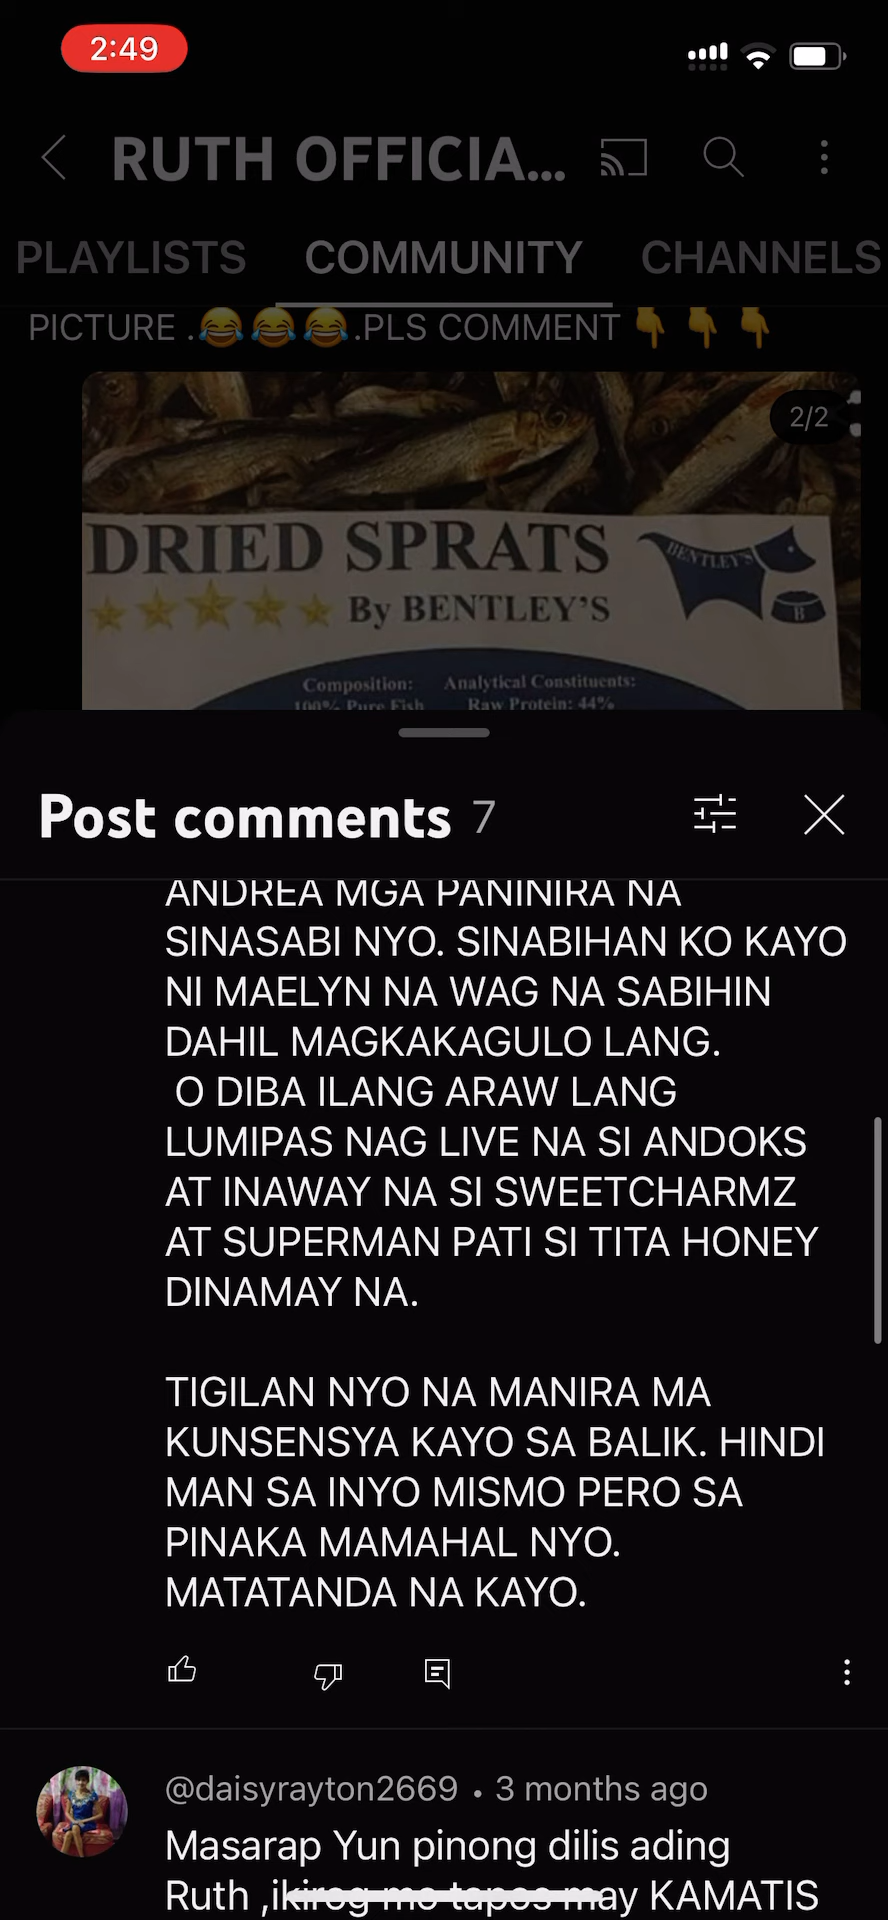 2:49
RUTH OFFICIA...
PLAYLISTS COMMUNITY CHANNELS
PICTURE .😂😂😂.PLS COMMENT👇👇👇
2/2
DRIED SPRATS
BENTLEY'S
By BENTLEY'S
B
Composition: Analytical Constituents:
100% Pure Fish Raw Protein: 44%
Post comments 7
ANDREA MGA PANINIRA NA
SINASABI NYO. SINABIHAN KO KAYO
NI MAELYN NA WAG NA SABIHIN
DAHIL MAGKAKAGULO LANG.
O DIBA ILANG ARAW LANG
LUMIPAS NAG LIVE NA SI ANDOKS
AT INAWAY NA SI SWEETCHARMZ
AT SUPERMAN PATI SI TITA HONEY
DINAMAY NA.
TIGILAN NYO NA MANIRA MA
KUNSENSYA KAYO SA BALIK. HINDI
MAN SA INYO MISMO PERO SA
PINAKA MAMAHAL NYO.
MATATANDA NA KAYO.
@daisyrayton2669 • 3 months ago
Masarap Yun pinong dilis ading
Ruth ,ikirog mo tapos may KAMATIS